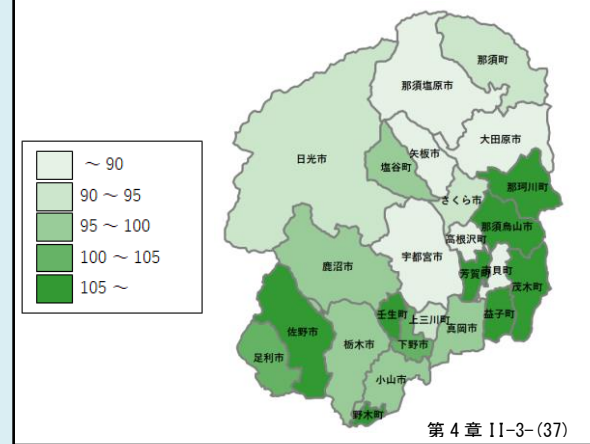 ～ 90
90 ～ 95
95 ～ 100
100 ～ 105
105 ～
那須町
那須塩原市
大田原市
矢板市
日光市
塩谷町
那珂川町
さくら市
那須烏山市
高根沢町
宇都宮市
鹿沼市
芳賀町
市貝町
茂木町
壬生町
上三川町
益子町
真岡市
佐野市
下野市
栃木市
足利市
小山市
野木町
第４章 II-3-(37)